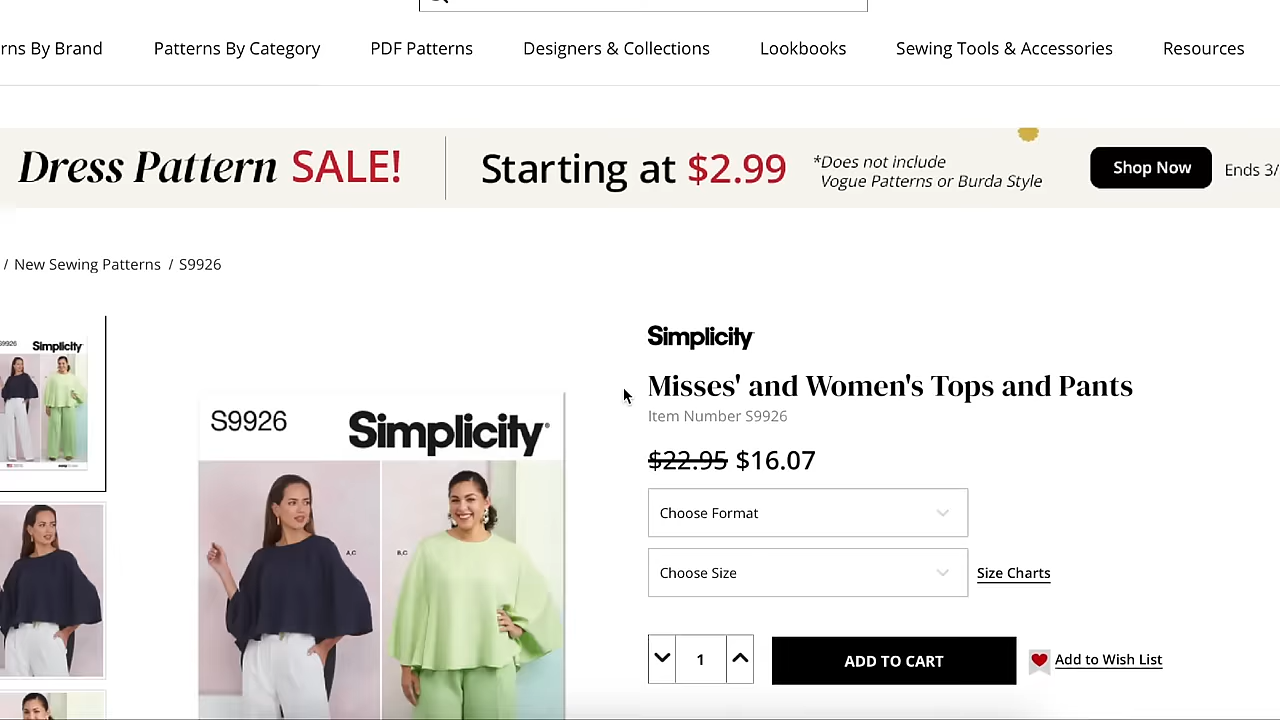 rns By Brand
Patterns By Category
PDF Patterns
Designers & Collections
Lookbooks
Sewing Tools & Accessories
Resources
Dress Pattern SALE!
Starting at $2.99
*Does not include
Vogue Patterns or Burda Style
Shop Now
Ends 3/
/ New Sewing Patterns / S9926
S9926 Simplicity
S9926
Simplicity
A,C
B,C
Simplicity
Misses' and Women's Tops and Pants
Item Number S9926
$22.95 $16.07
Choose Format
Choose Size
Size Charts
1
ADD TO CART
Add to Wish List